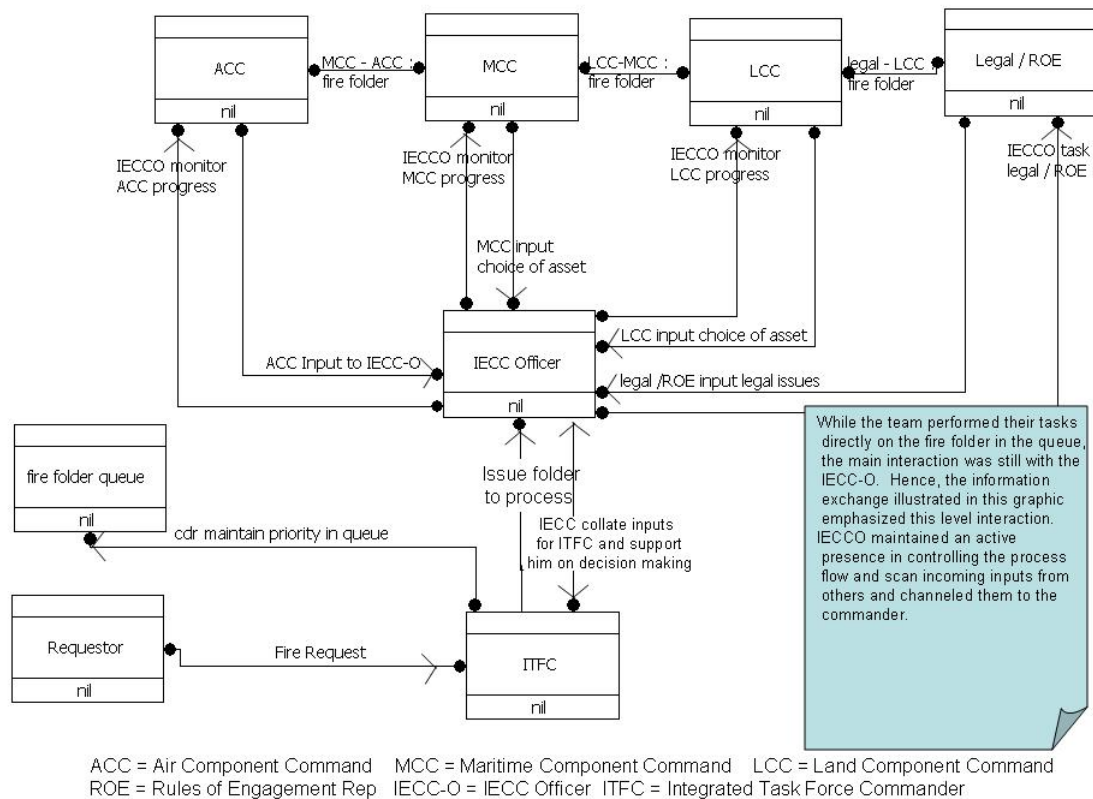 ACC
nil
MCC - ACC :
fire folder
MCC
nil
LCC-MCC :
fire folder
LCC
nil
legal - LCC :
fire folder
Legal / ROE
nil
IECCO monitor
ACC progress
IECCO monitor
MCC progress
IECCO monitor
LCC progress
IECCO task
legal / ROE
MCC input
choice of asset
IECC Officer
nil
LCC input choice of asset
ACC Input to IECC-O
legal /ROE input legal issues
fire folder queue
nil
Issue folder
to process
cdr maintain priority in queue
IECC collate inputs
for ITFC and support
him on decision making
While the team performed their tasks
directly on the fire folder in the queue,
the main interaction was still with the
IECC-O. Hence, the information
exchange illustrated in this graphic
emphasized this level interaction.
IECCO maintained an active
presence in controlling the process
flow and scan incoming inputs from
others and channeled them to the
commander.
Requestor
nil
Fire Request
ITFC
nil
ACC = Air Component Command MCC = Maritime Component Command LCC = Land Component Command
ROE = Rules of Engagement Rep IECC-O = IECC Officer ITFC = Integrated Task Force Commander